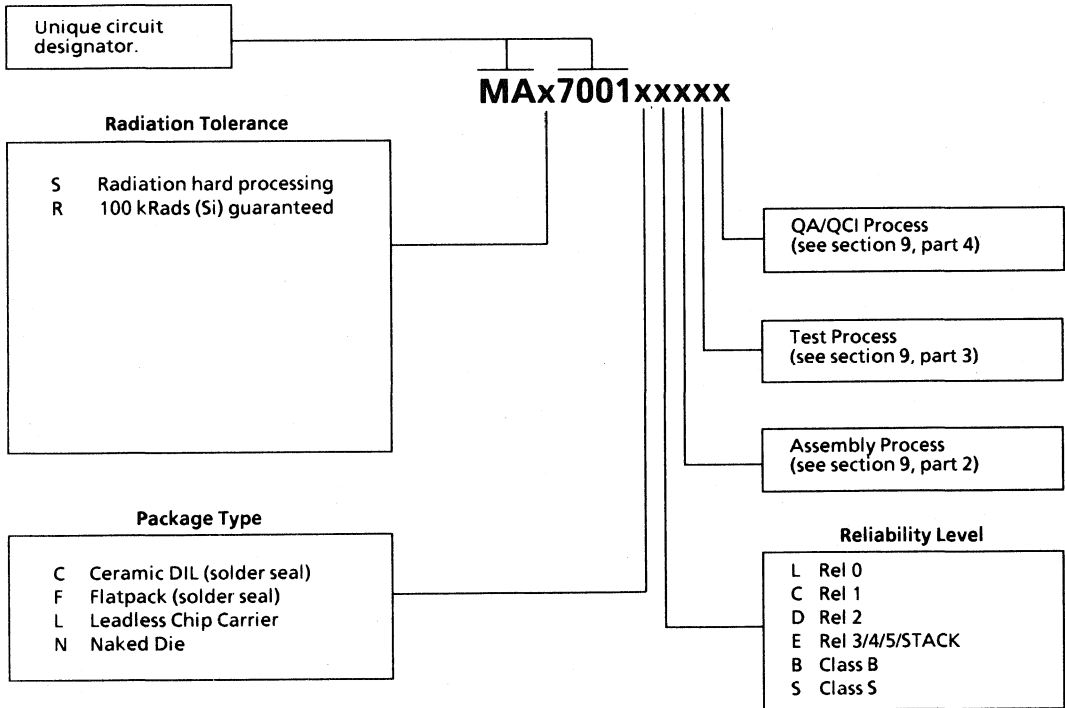 Unique circuit
designator.
MAx7001xxxxx
Radiation Tolerance
S Radiation hard processing
R 100 kRads (Si) guaranteed
QA/QCI Process
(see section 9, part 4)
Test Process
(see section 9, part 3)
Assembly Process
(see section 9, part 2)
Package Type
C Ceramic DIL (solder seal)
F Flatpack (solder seal)
L Leadless Chip Carrier
N Naked Die
Reliability Level
L Rel 0
C Rel 1
D Rel 2
E Rel 3/4/5/STACK
B Class B
S Class S